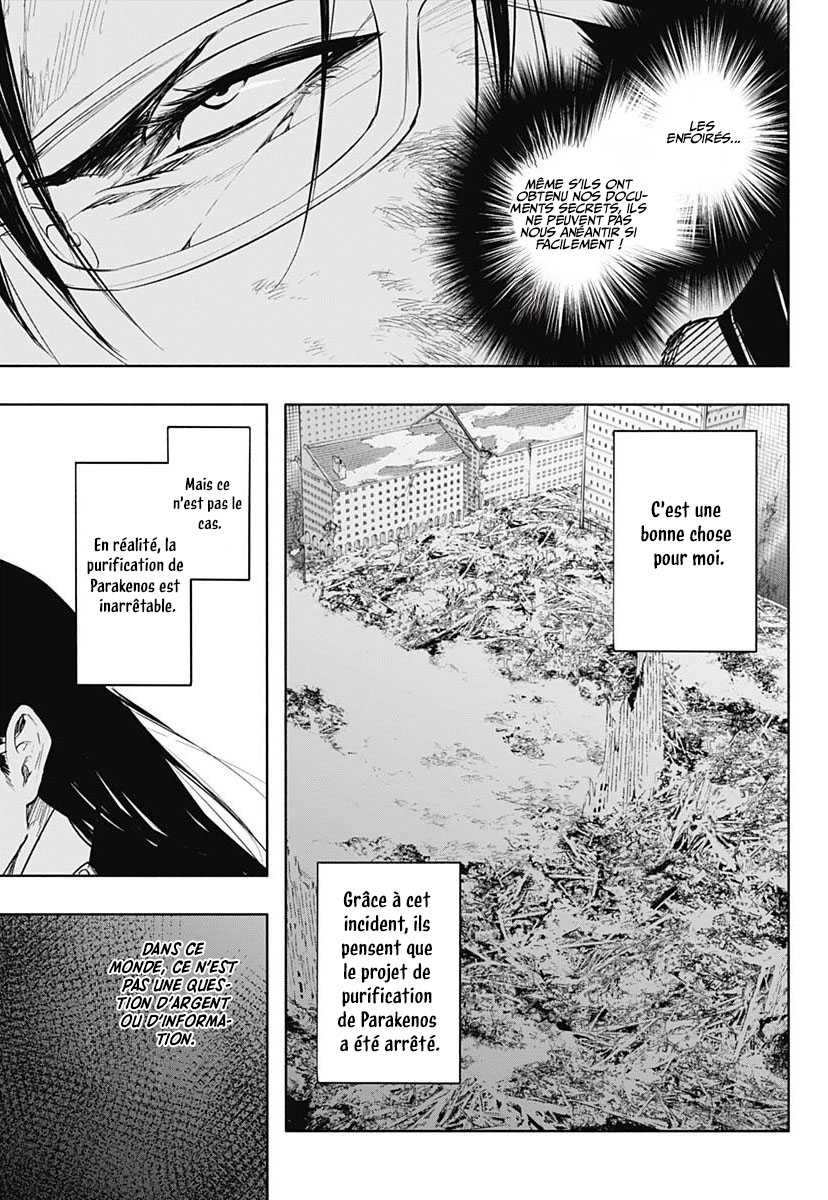 LES
ENFOIRÉS...
MÊME S'ILS ONT
OBTENU NOS DOCU-
MENTS SECRETS, ILS
NE PEUVENT PAS
NOUS ANÉANTIR SI
FACILEMENT !
C'est une
bonne chose
pour moi.
Grâce à cet
incident, ils
pensent que
le projet de
purification
de Parakenos
a été arrêté.
Mais ce
n'est pas le
cas.
En réalité, la
purification de
Parakenos est
inarrêtable.
DANS CE
MONDE, CE N'EST
PAS UNE QUES-
TION D'ARGENT
OU D'INFORMA-
TION.